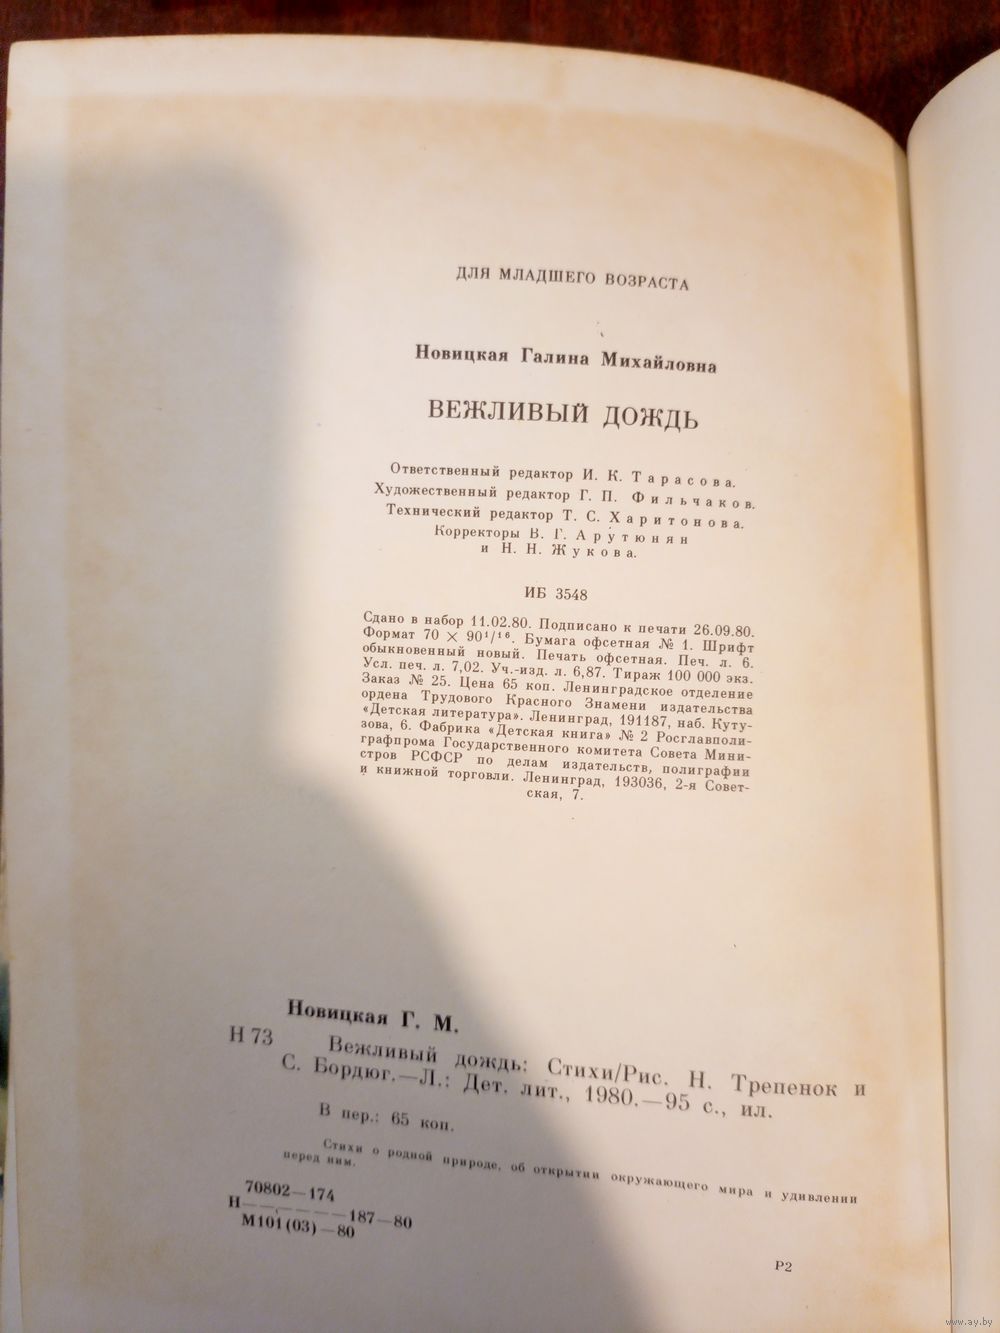 ДЛЯ МЛАДШЕГО ВОЗРАСТА
Новицкая Галина Михайловна
ВЕЖЛИВЫЙ ДОЖДЬ
Ответственный редактор И. К. Тарасова.
Художественный редактор Г. П. Фильчаков.
Технический редактор Т. С. Харитонова.
Корректоры В. Г. Арутюнян
и Н. Н. Жукова.
ИБ 3548
Сдано в набор 11.02.80. Подписано к печати 26.09.80.
Формат 70 × 90¹/¹⁶. Бумага офсетная № 1. Шрифт
обыкновенный новый. Печать офсетная. Печ. л. 6.
Усл. печ. л. 7,02. Уч.-изд. л. 6,87. Тираж 100 000 экз.
Заказ № 25. Цена 65 коп. Ленинградское отделение
ордена Трудового Красного Знамени издательства
«Детская литература». Ленинград, 191187, наб. Куту-
зова, 6. Фабрика «Детская книга» № 2 Росглавполи-
графпрома Государственного комитета Совета Мини-
стров РСФСР по делам издательств, полиграфии
и книжной торговли. Ленинград, 193036, 2-я Совет-
ская, 7.
Новицкая Г. М.
Н 73 Вежливый дождь: Стихи/Рис. Н. Трепенок и
С. Бордюг.—Л.: Дет. лит., 1980.—95 с., ил.
В пер.: 65 коп.
Стихи о родной природе, об открытии окружающего мира и удивлении
перед ним.
70802—174
Н————————187—80
М101(03)—80
Р2
www.ay.by